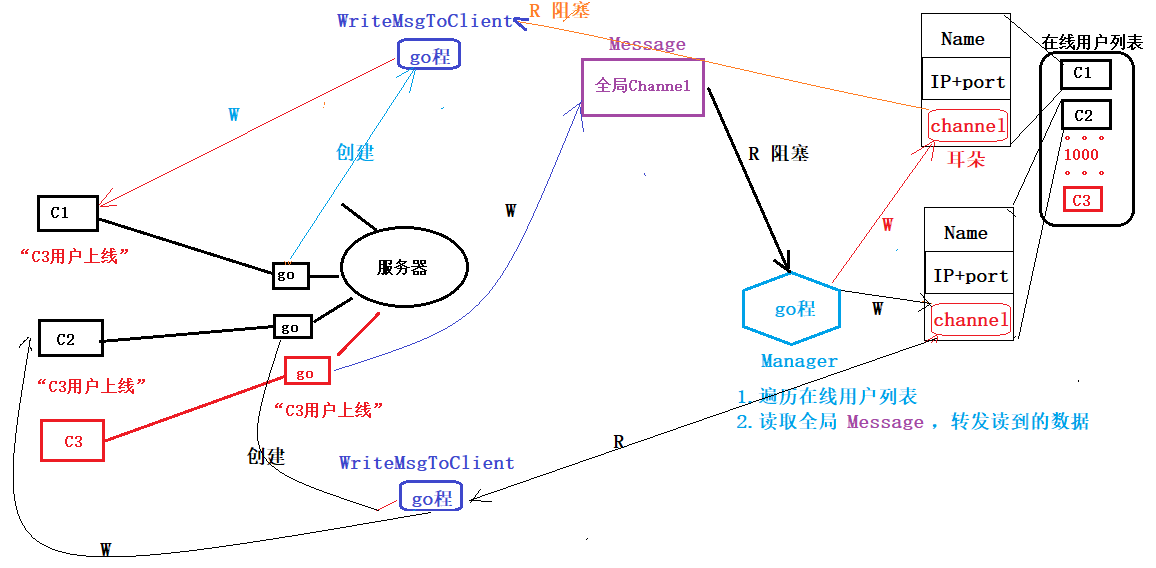 R 阻塞
WriteMsgToClient
go程
W
创建
Message
全局Channel
R 阻塞
W
Name
IP+port
channel
耳朵
在线用户列表
C1
C2
1000
C3
W
Name
IP+port
channel
W
go程
Manager
1.遍历在线用户列表
2.读取全局 Message ，转发读到的数据
C1
“C3用户上线”
go
服务器
C2
go
“C3用户上线”
go
“C3用户上线”
C3
创建
WriteMsgToClient
go程
R
W